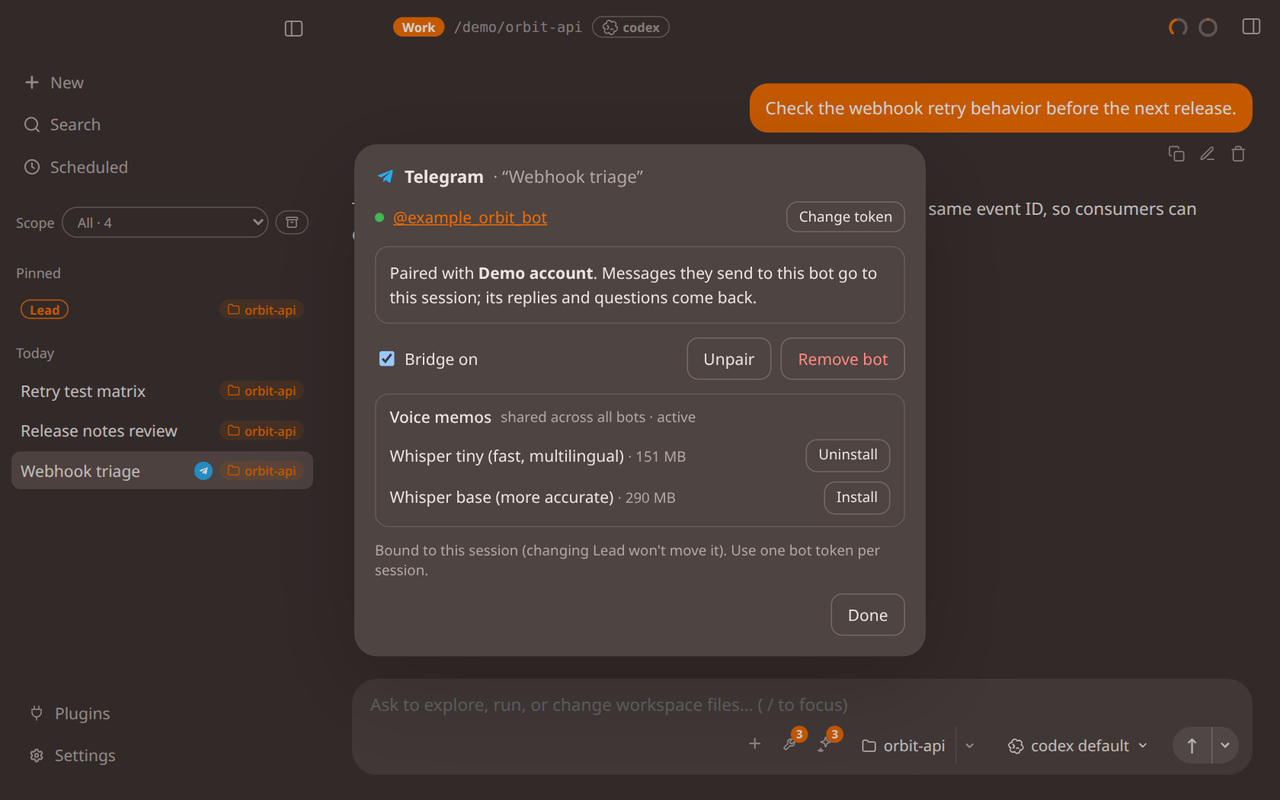 Work /demo/orbit-api codex
New
Search
Scheduled
Scope All · 4
Pinned
Lead orbit-api
Today
Retry test matrix orbit-api
Release notes review orbit-api
Webhook triage orbit-api
Plugins
Settings
Check the webhook retry behavior before the next release.
same event ID, so consumers can
Telegram · “Webhook triage”
@example_orbit_bot Change token
Paired with Demo account. Messages they send to this bot go to
this session; its replies and questions come back.
Bridge on Unpair Remove bot
Voice memos shared across all bots · active
Whisper tiny (fast, multilingual) · 151 MB Uninstall
Whisper base (more accurate) · 290 MB Install
Bound to this session (changing Lead won't move it). Use one bot token per
session.
Done
Ask to explore, run, or change workspace files... ( / to focus)
3 3 orbit-api codex default